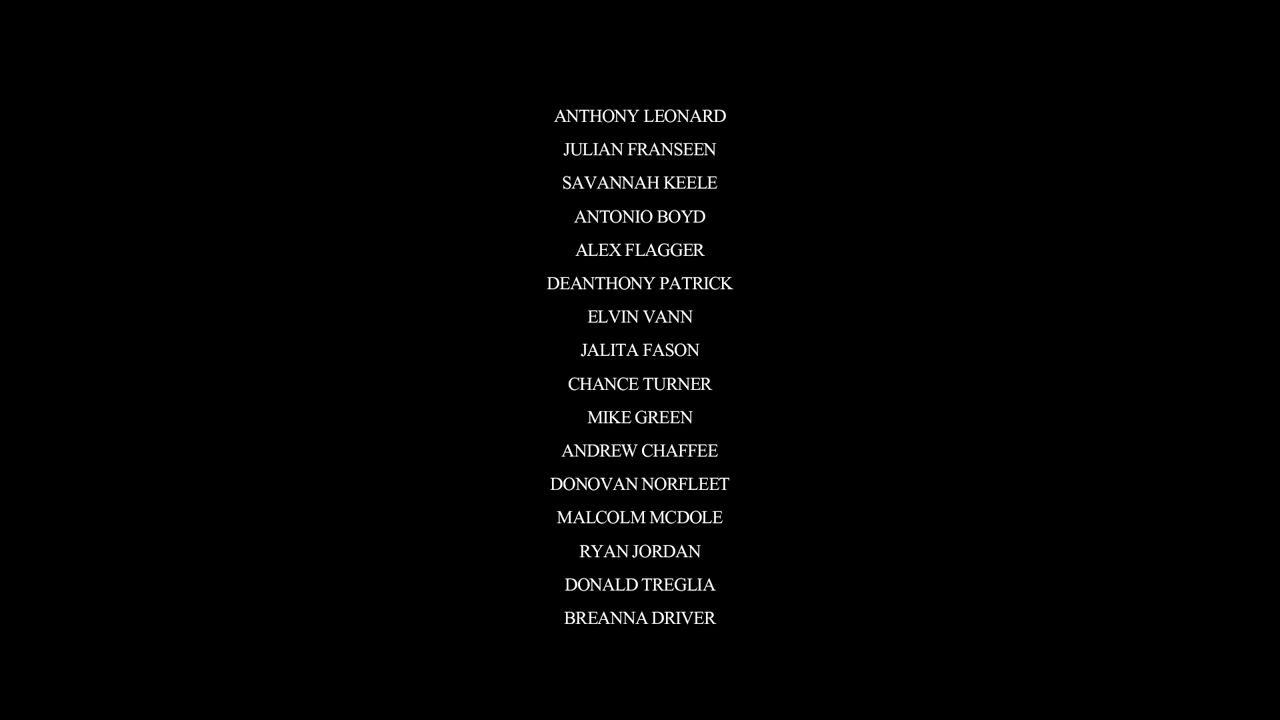 ANTHONY LEONARD
JULIAN FRANSEEN
SAVANNAH KEELE
ANTONIO BOYD
ALEX FLAGGER
DEANTHONY PATRICK
ELVIN VANN
JALITA FASON
CHANCE TURNER
MIKE GREEN
ANDREW CHAFFEE
DONOVAN NORFLEET
MALCOLM MCDOLE
RYAN JORDAN
DONALD TREGLIA
BREANNA DRIVER